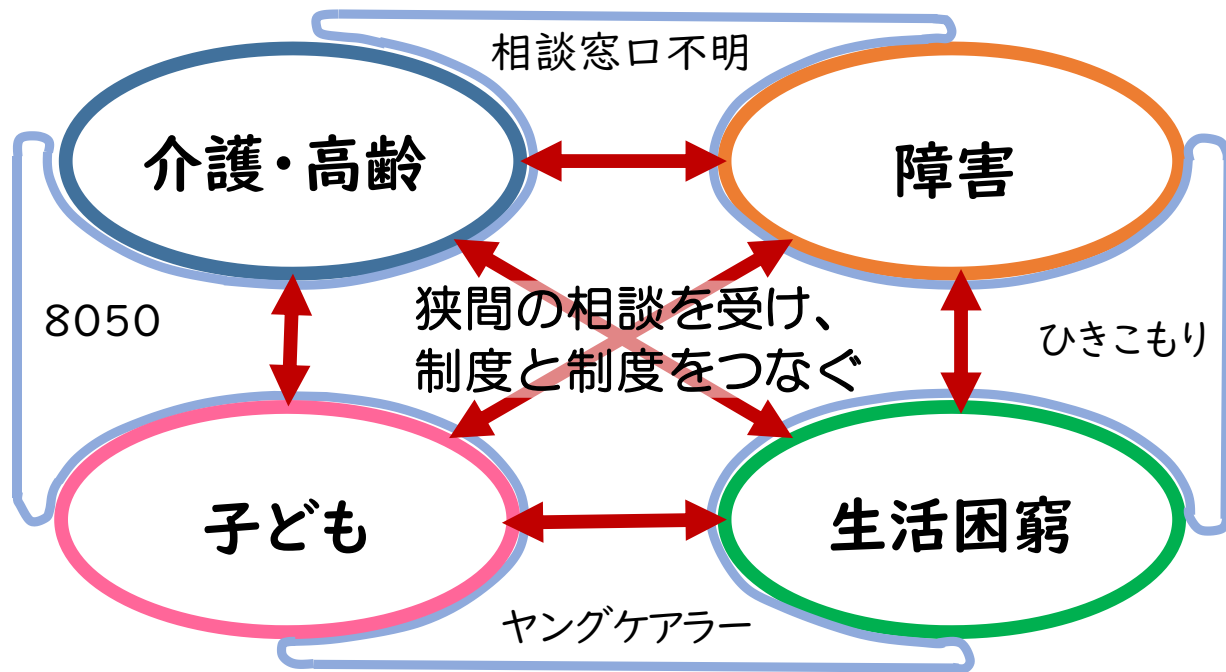 相談窓口不明
介護・高齢
障害
8050
狭間の相談を受け、
制度と制度をつなぐ
ひきこもり
子ども
生活困窮
ヤングケアラー